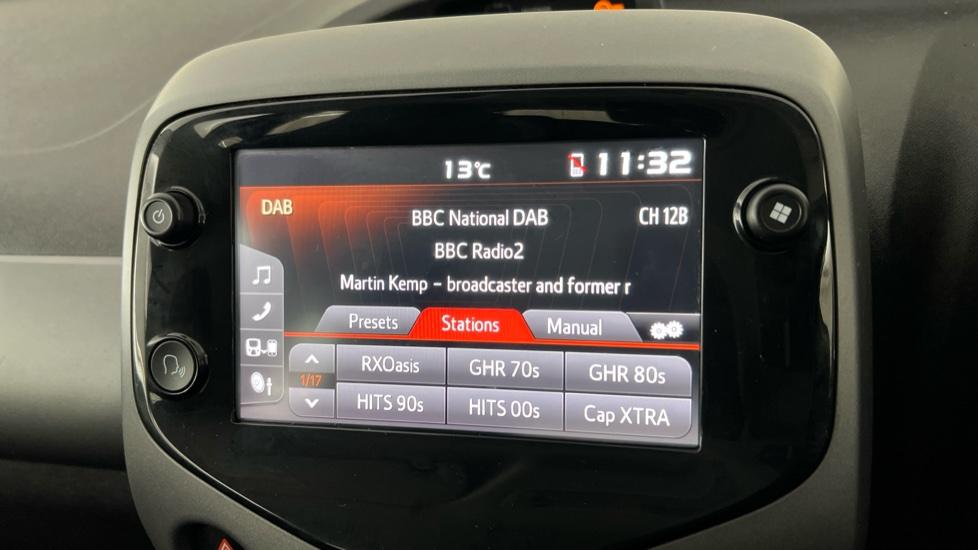 13°C 11:32
DAB BBC National DAB CH 12B
BBC Radio2
Martin Kemp - broadcaster and former r
Presets Stations Manual
RXOasis GHR 70s GHR 80s
1/17
HITS 90s HITS 00s Cap XTRA